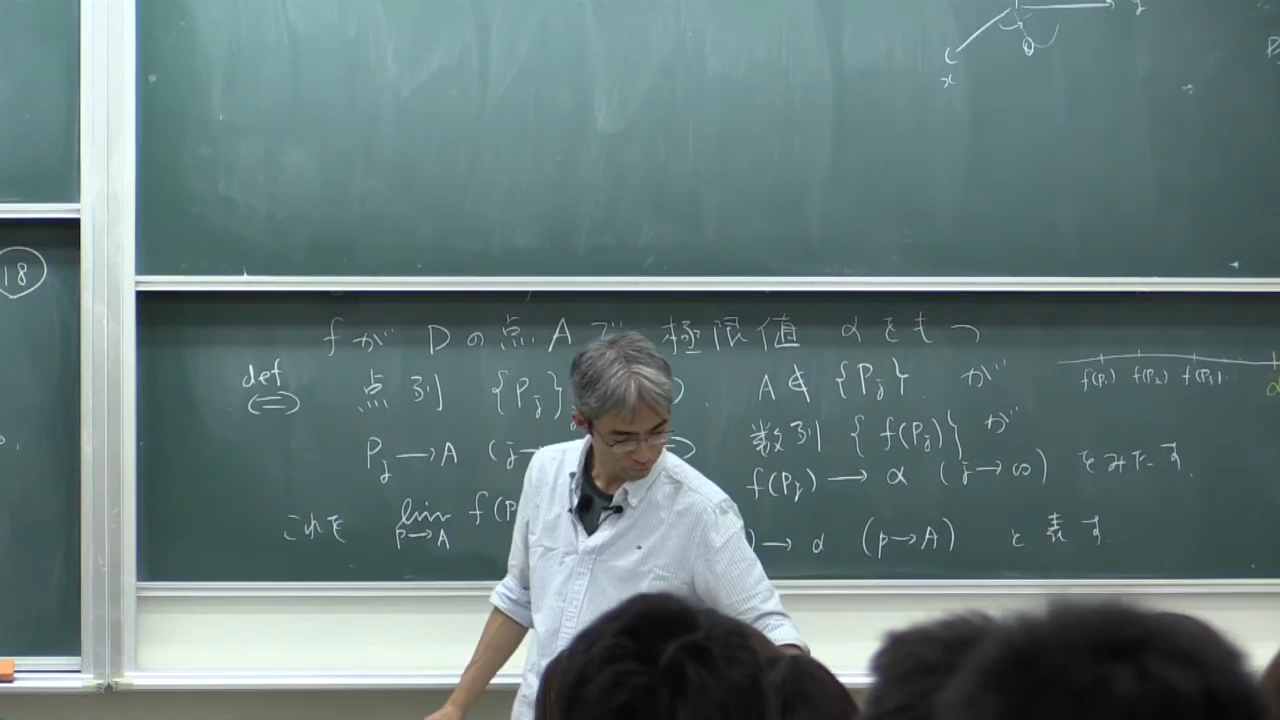 x
18
fがDの点Aで極限値 αをもつ
def
⇔ 点列 {Pj} A∉{Pj} が
f(P1) f(P2) f(P3)… α
Pj→A (j→ 数列{f(Pj)}が
f(Pj)→α (j→∞) をみたす.
これを lim P→A f(P →α (P→A) と表す.